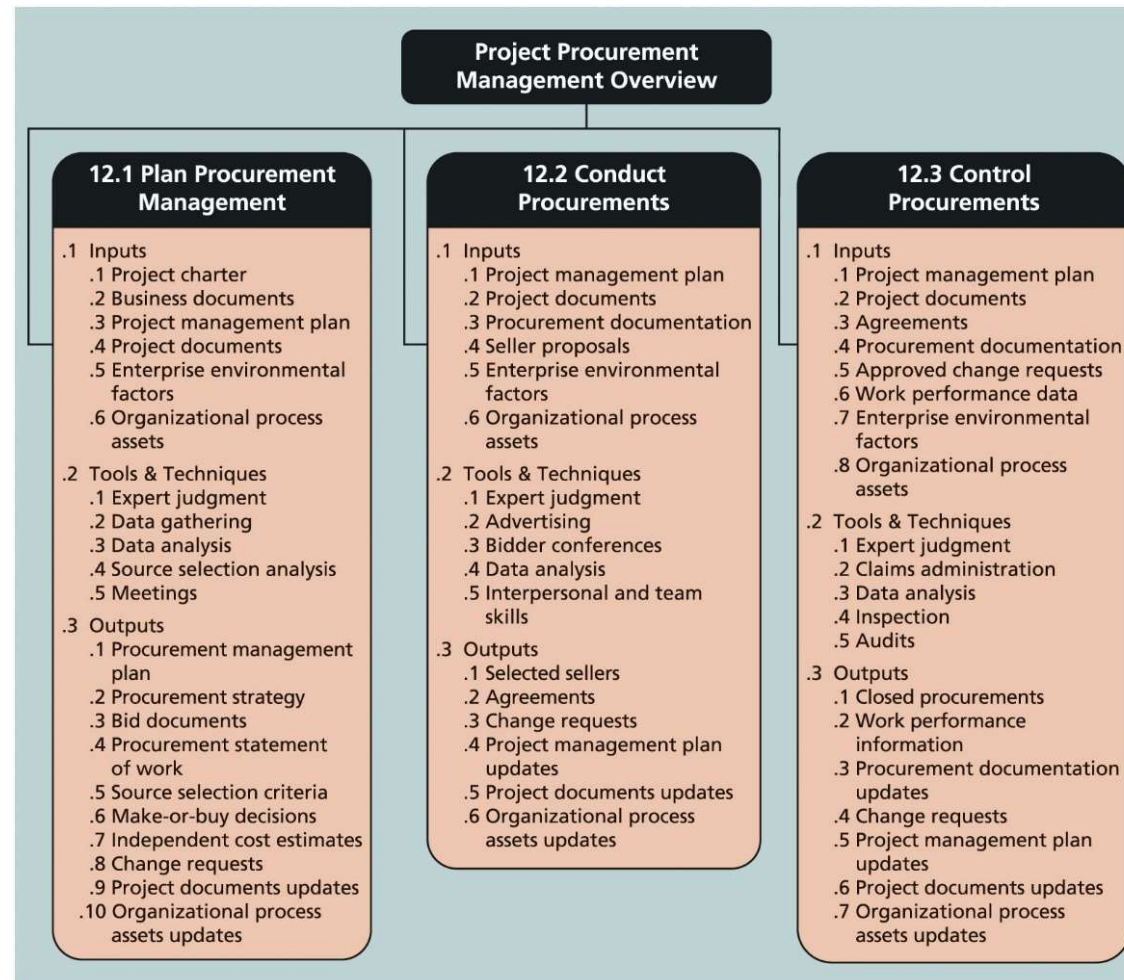 Project Procurement
Management Overview
12.1 Plan Procurement
Management
.1 Inputs
.1 Project charter
.2 Business documents
.3 Project management plan
.4 Project documents
.5 Enterprise environmental
factors
.6 Organizational process
assets
.2 Tools & Techniques
.1 Expert judgment
.2 Data gathering
.3 Data analysis
.4 Source selection analysis
.5 Meetings
.3 Outputs
.1 Procurement management
plan
.2 Procurement strategy
.3 Bid documents
.4 Procurement statement
of work
.5 Source selection criteria
.6 Make-or-buy decisions
.7 Independent cost estimates
.8 Change requests
.9 Project documents updates
.10 Organizational process
assets updates
12.2 Conduct
Procurements
.1 Inputs
.1 Project management plan
.2 Project documents
.3 Procurement documentation
.4 Seller proposals
.5 Enterprise environmental
factors
.6 Organizational process
assets
.2 Tools & Techniques
.1 Expert judgment
.2 Advertising
.3 Bidder conferences
.4 Data analysis
.5 Interpersonal and team
skills
.3 Outputs
.1 Selected sellers
.2 Agreements
.3 Change requests
.4 Project management plan
updates
.5 Project documents updates
.6 Organizational process
assets updates
12.3 Control
Procurements
.1 Inputs
.1 Project management plan
.2 Project documents
.3 Agreements
.4 Procurement documentation
.5 Approved change requests
.6 Work performance data
.7 Enterprise environmental
factors
.8 Organizational process
assets
.2 Tools & Techniques
.1 Expert judgment
.2 Claims administration
.3 Data analysis
.4 Inspection
.5 Audits
.3 Outputs
.1 Closed procurements
.2 Work performance
information
.3 Procurement documentation
updates
.4 Change requests
.5 Project management plan
updates
.6 Project documents updates
.7 Organizational process
assets updates